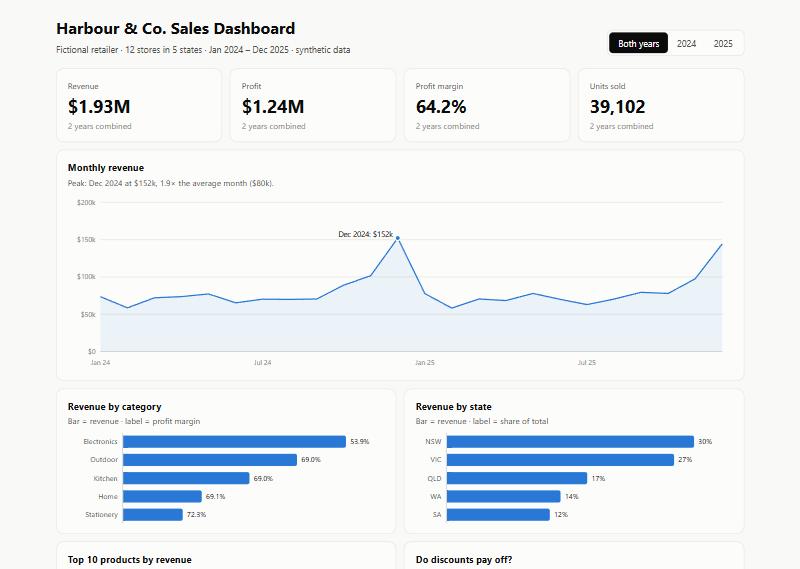 Harbour & Co. Sales Dashboard
Fictional retailer · 12 stores in 5 states · Jan 2024 – Dec 2025 · synthetic data
Both years
2024
2025
Revenue
$1.93M
2 years combined
Profit
$1.24M
2 years combined
Profit margin
64.2%
2 years combined
Units sold
39,102
2 years combined
Monthly revenue
Peak: Dec 2024 at $152k, 1.9× the average month ($80k).
$200k
$150k
$100k
$50k
$0
Dec 2024: $152k
Jan 24
Jul 24
Jan 25
Jul 25
Revenue by category
Bar = revenue · label = profit margin
Electronics 53.9%
Outdoor 69.0%
Kitchen 69.0%
Home 69.1%
Stationery 72.3%
Revenue by state
Bar = revenue · label = share of total
NSW 30%
VIC 27%
QLD 17%
WA 14%
SA 12%
Top 10 products by revenue
Do discounts pay off?